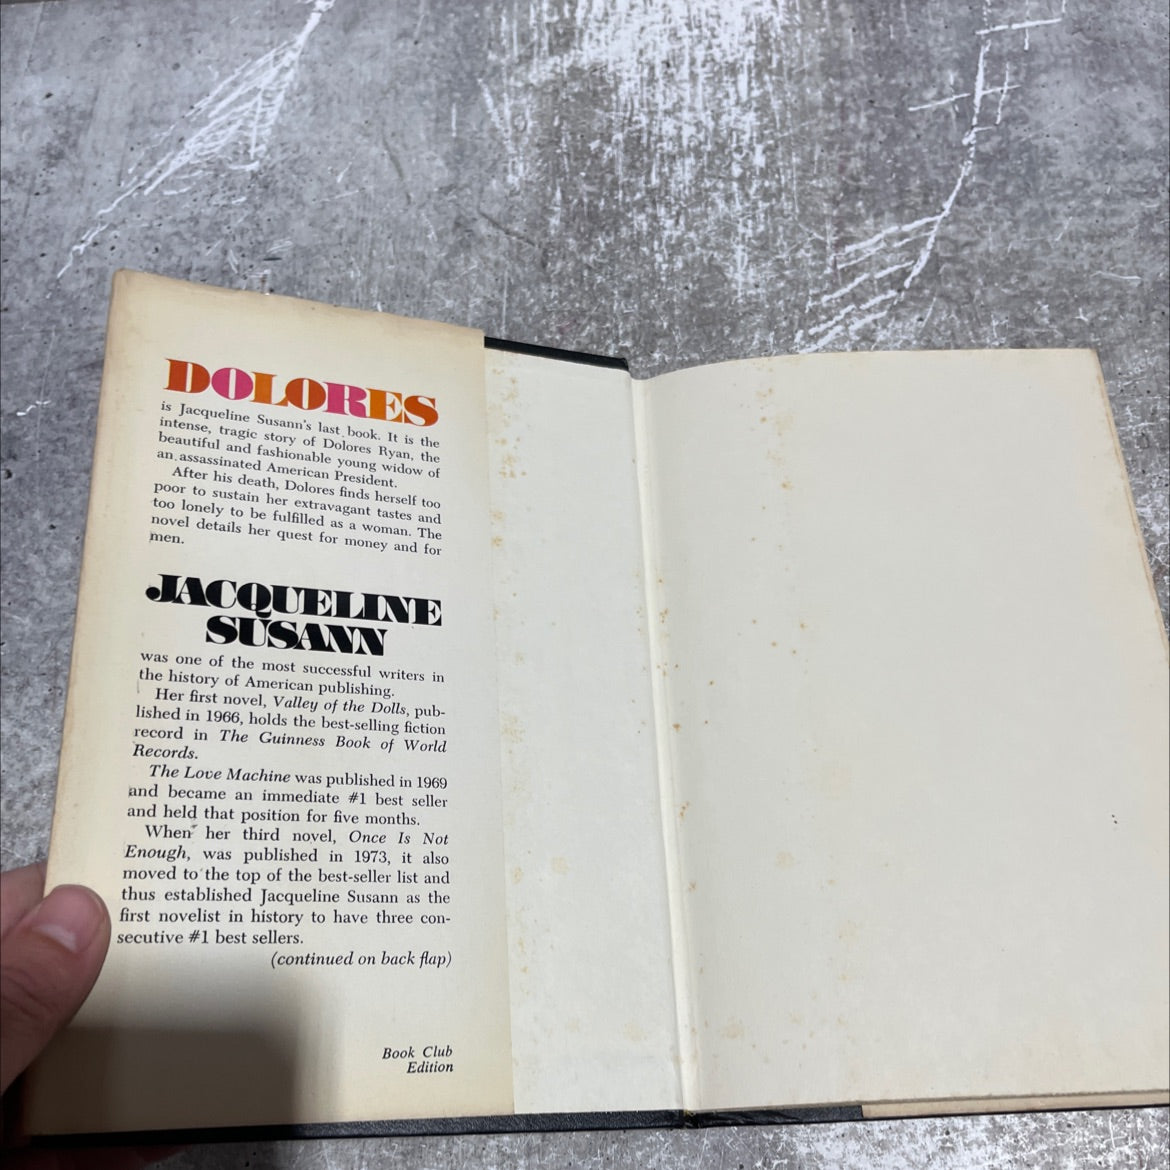 DOLORES
is Jacqueline Susann's last book. It is the
intense, tragic story of Dolores Ryan, the
beautiful and fashionable young widow of
an assassinated American President.
After his death, Dolores finds herself too
poor to sustain her extravagant tastes and
too lonely to be fulfilled as a woman. The
novel details her quest for money and for
men.
JACQUELINE
SUSANN
was one of the most successful writers in
the history of American publishing.
Her first novel, Valley of the Dolls, pub-
lished in 1966, holds the best-selling fiction
record in The Guinness Book of World
Records.
The Love Machine was published in 1969
and became an immediate #1 best seller
and held that position for five months.
When her third novel, Once Is Not
Enough, was published in 1973, it also
moved to the top of the best-seller list and
thus established Jacqueline Susann as the
first novelist in history to have three con-
secutive #1 best sellers.
(continued on back flap)
Book Club
Edition